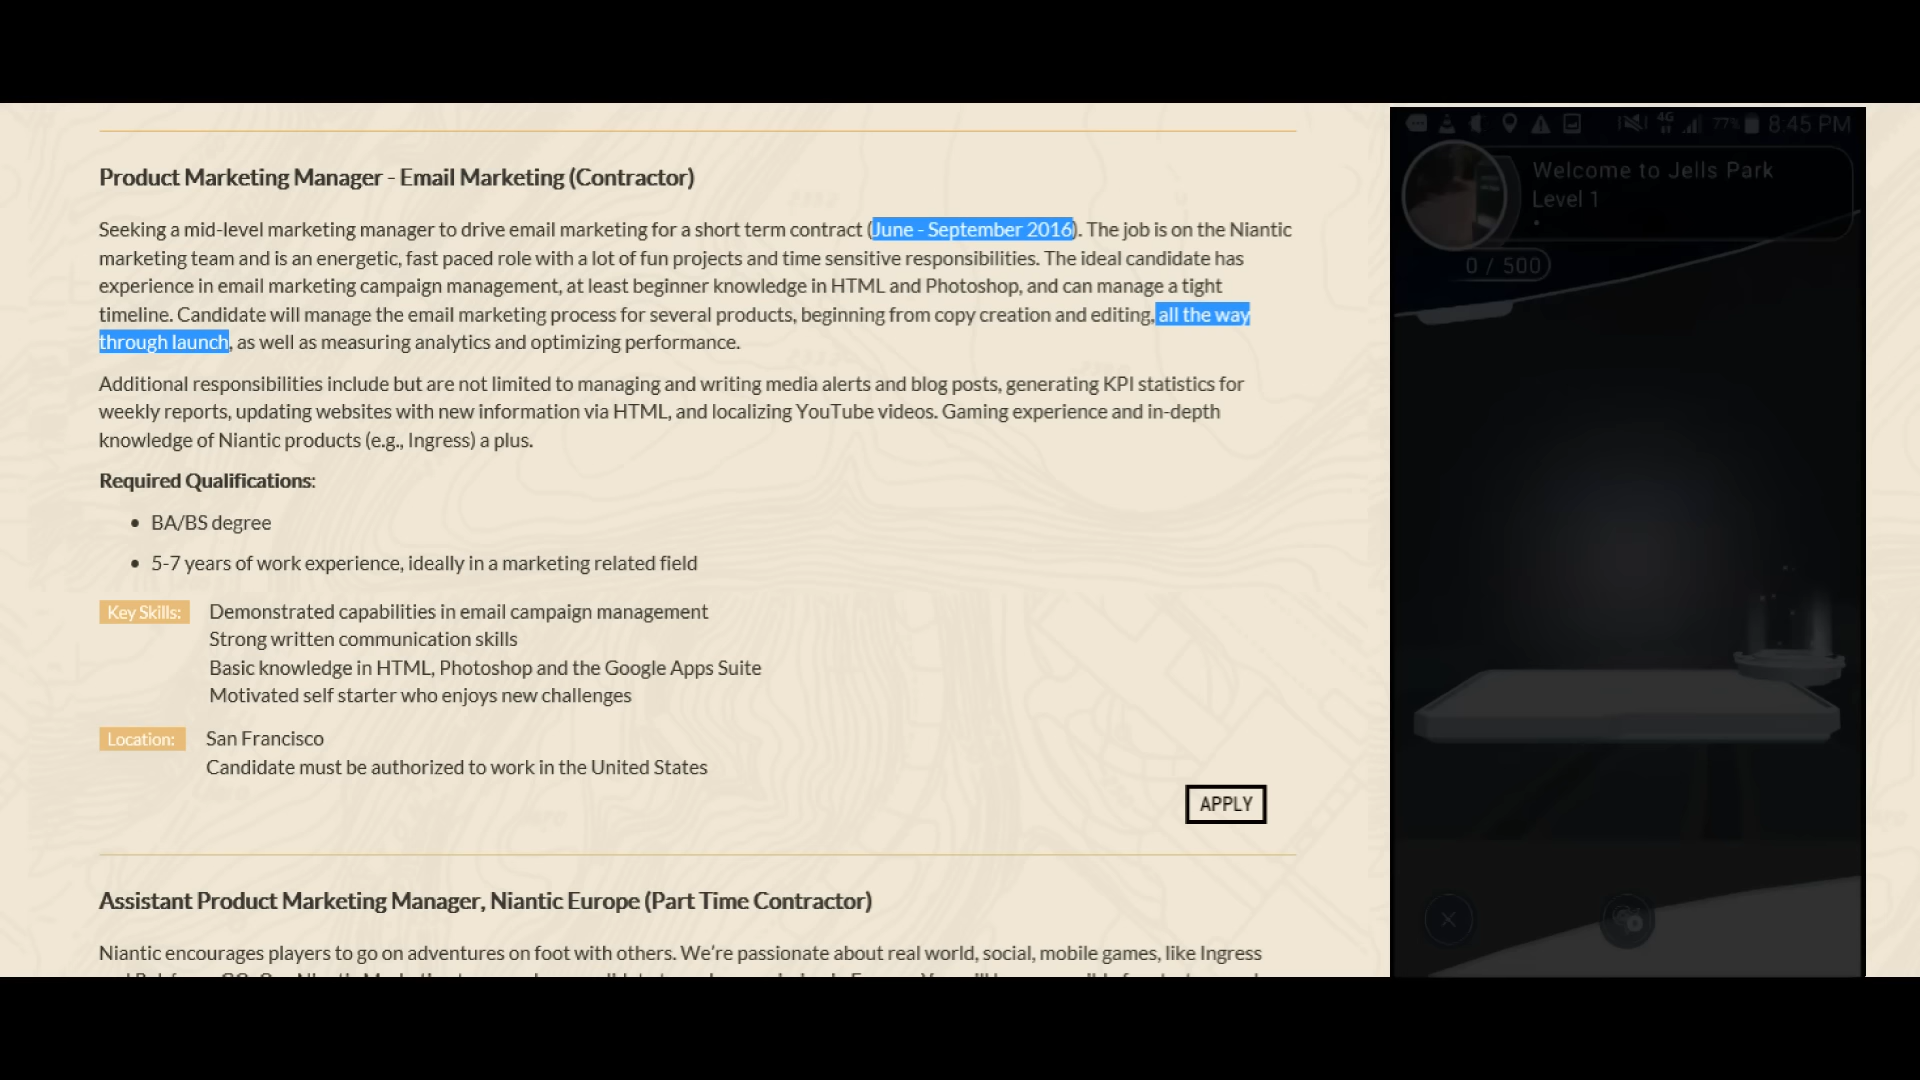 Product Marketing Manager - Email Marketing (Contractor)
Seeking a mid-level marketing manager to drive email marketing for a short term contract (June - September 2016). The job is on the Niantic
marketing team and is an energetic, fast paced role with a lot of fun projects and time sensitive responsibilities. The ideal candidate has
experience in email marketing campaign management, at least beginner knowledge in HTML and Photoshop, and can manage a tight
timeline. Candidate will manage the email marketing process for several products, beginning from copy creation and editing, all the way
through launch, as well as measuring analytics and optimizing performance.
Additional responsibilities include but are not limited to managing and writing media alerts and blog posts, generating KPI statistics for
weekly reports, updating websites with new information via HTML, and localizing YouTube videos. Gaming experience and in-depth
knowledge of Niantic products (e.g., Ingress) a plus.
Required Qualifications:
BA/BS degree
5-7 years of work experience, ideally in a marketing related field
Key Skills: Demonstrated capabilities in email campaign management
Strong written communication skills
Basic knowledge in HTML, Photoshop and the Google Apps Suite
Motivated self starter who enjoys new challenges
Location: San Francisco
Candidate must be authorized to work in the United States
APPLY
Assistant Product Marketing Manager, Niantic Europe (Part Time Contractor)
Niantic encourages players to go on adventures on foot with others. We're passionate about real world, social, mobile games, like Ingress
4G 77% 8:45 PM
Welcome to Jells Park
Level 1
0 / 500